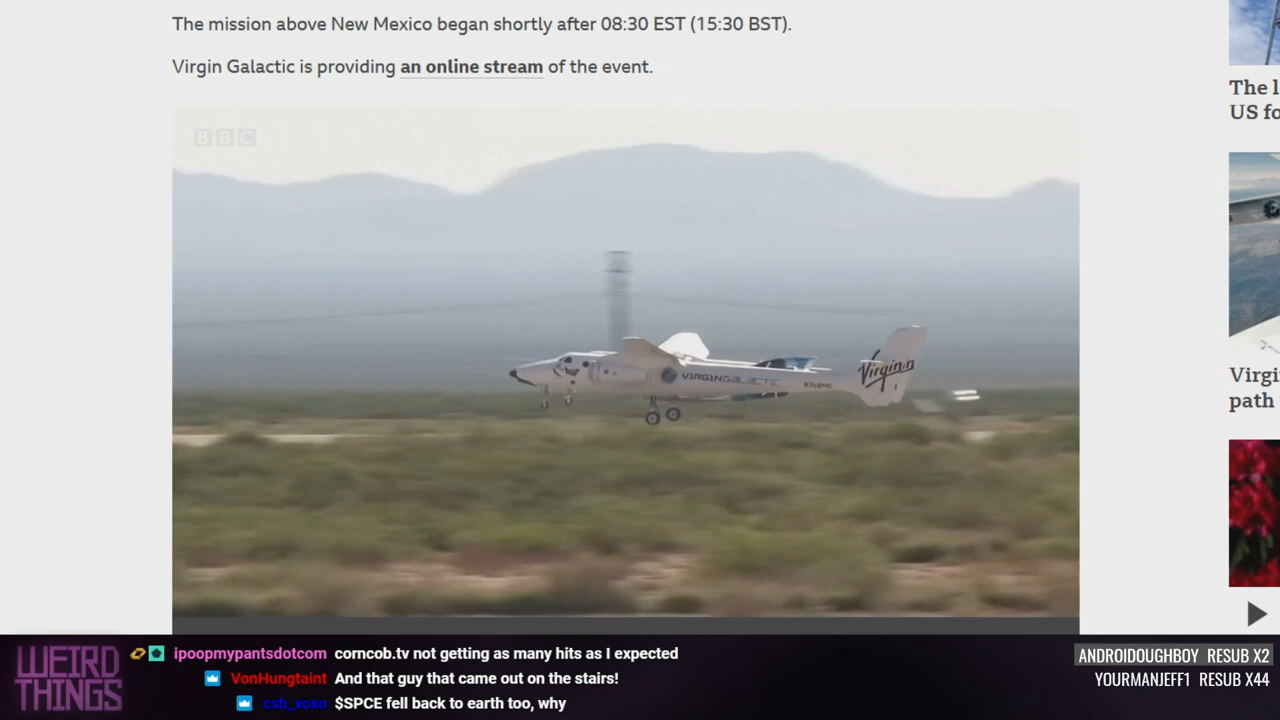 The mission above New Mexico began shortly after 08:30 EST (15:30 BST).
Virgin Galactic is providing an online stream of the event.
The l
US fo
BBC
VIRGIN GALACTIC
Virgin
Virgi
path
WEIRD
THINGS
ipoopmypantsdotcom corncob.tv not getting as many hits as I expected
VonHungtaint And that guy that came out on the stairs!
csb_xoxo $SPCE fell back to earth too, why
ANDROIDOUGHBOY RESUB X2
YOURMANJEFF1 RESUB X44